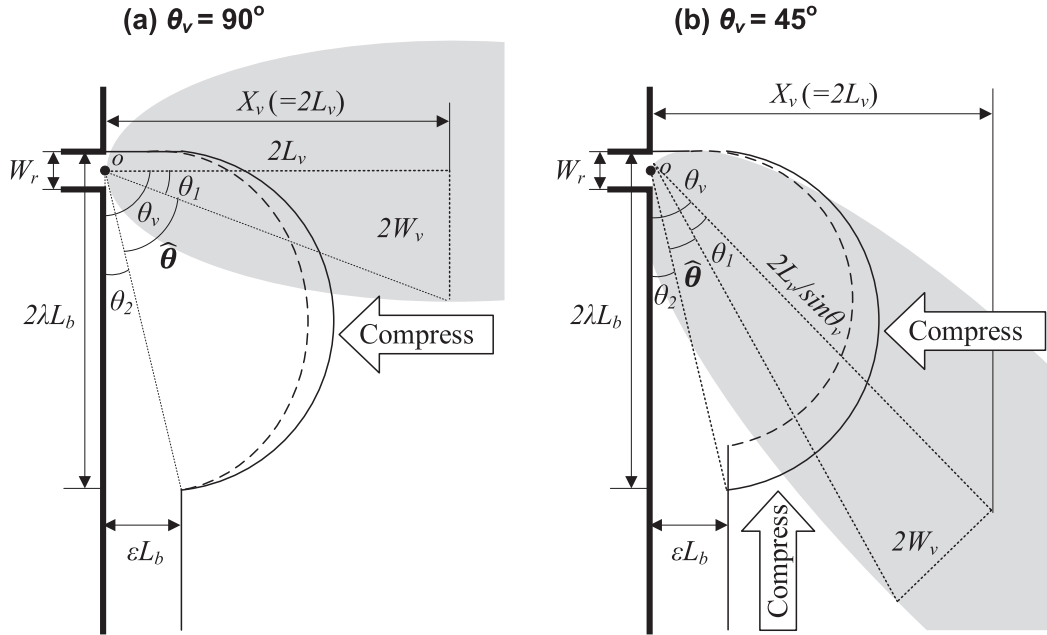 (a) θv = 90°
Xv (=2Lv)
Wr
o
2Lv
θ1
θv
θ̂
2Wv
θ2
2λLb
Compress
εLb
(b) θv = 45°
Xv (=2Lv)
Wr
o
θv
θ1
θ̂
θ2
2Lv/sinθv
2λLb
Compress
Compress
2Wv
εLb